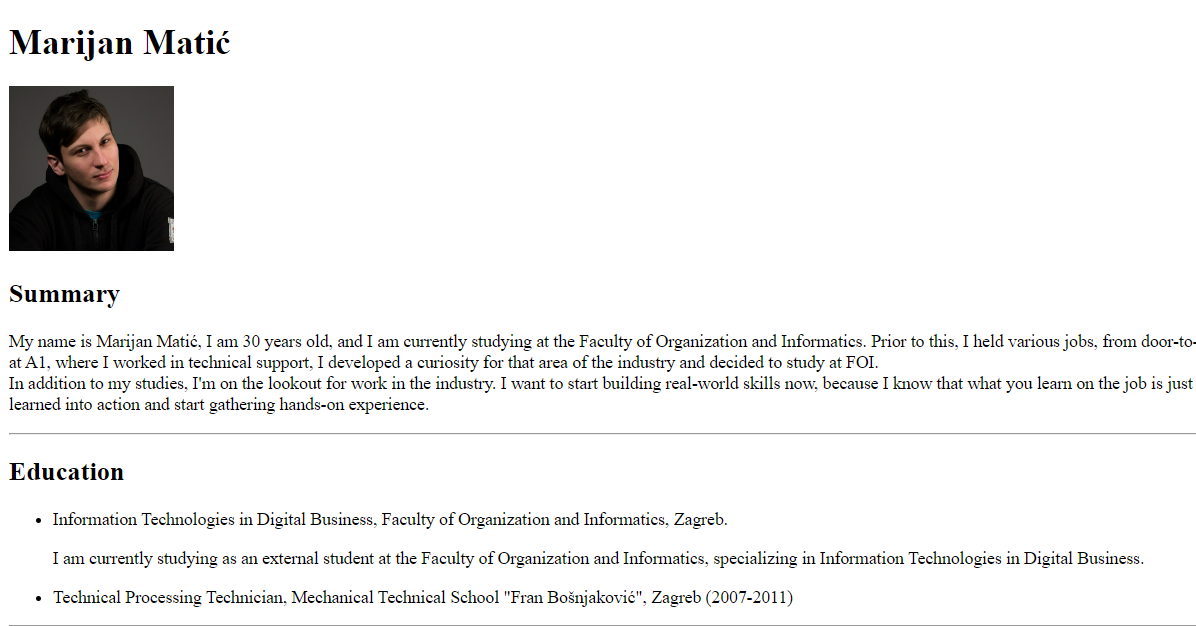 Marijan Matić
Summary
My name is Marijan Matić, I am 30 years old, and I am currently studying at the Faculty of Organization and Informatics. Prior to this, I held various jobs, from door-to-
at A1, where I worked in technical support, I developed a curiosity for that area of the industry and decided to study at FOI.
In addition to my studies, I'm on the lookout for work in the industry. I want to start building real-world skills now, because I know that what you learn on the job is just
learned into action and start gathering hands-on experience.
Education
• Information Technologies in Digital Business, Faculty of Organization and Informatics, Zagreb.
I am currently studying as an external student at the Faculty of Organization and Informatics, specializing in Information Technologies in Digital Business.
• Technical Processing Technician, Mechanical Technical School "Fran Bošnjaković", Zagreb (2007-2011)